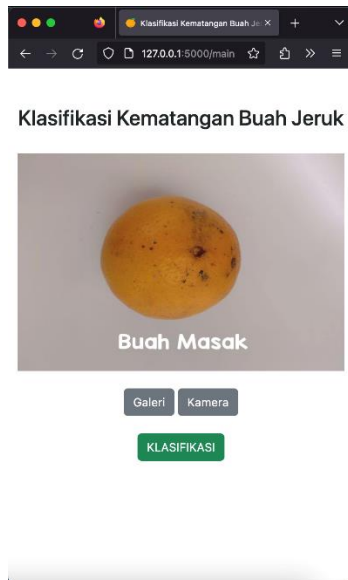 Klasifikasi Kematangan Buah Je
127.0.0.1:5000/main
Klasifikasi Kematangan Buah Jeruk
Buah Masak
Galeri Kamera
KLASIFIKASI